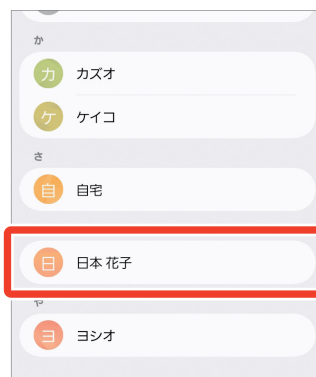 か
カ カズオ
ケ ケイコ
さ
自 自宅
日 日本 花子
や
ヨ ヨシオ